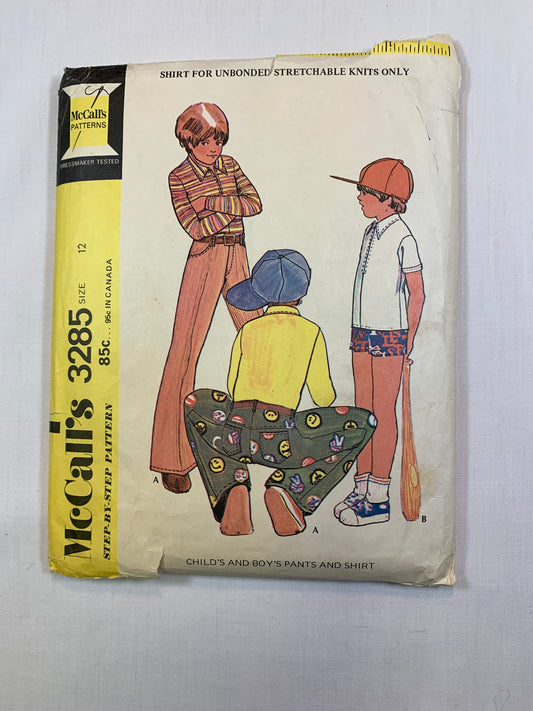 SHIRT FOR UNBONDED STRETCHABLE KNITS ONLY
McCall's
PATTERNS
DRESSMAKER TESTED
McCall's 3285 SIZE 12
STEP-BY-STEP PATTERN 85c... 95c IN CANADA
A
A
B
CHILD'S AND BOY'S PANTS AND SHIRT